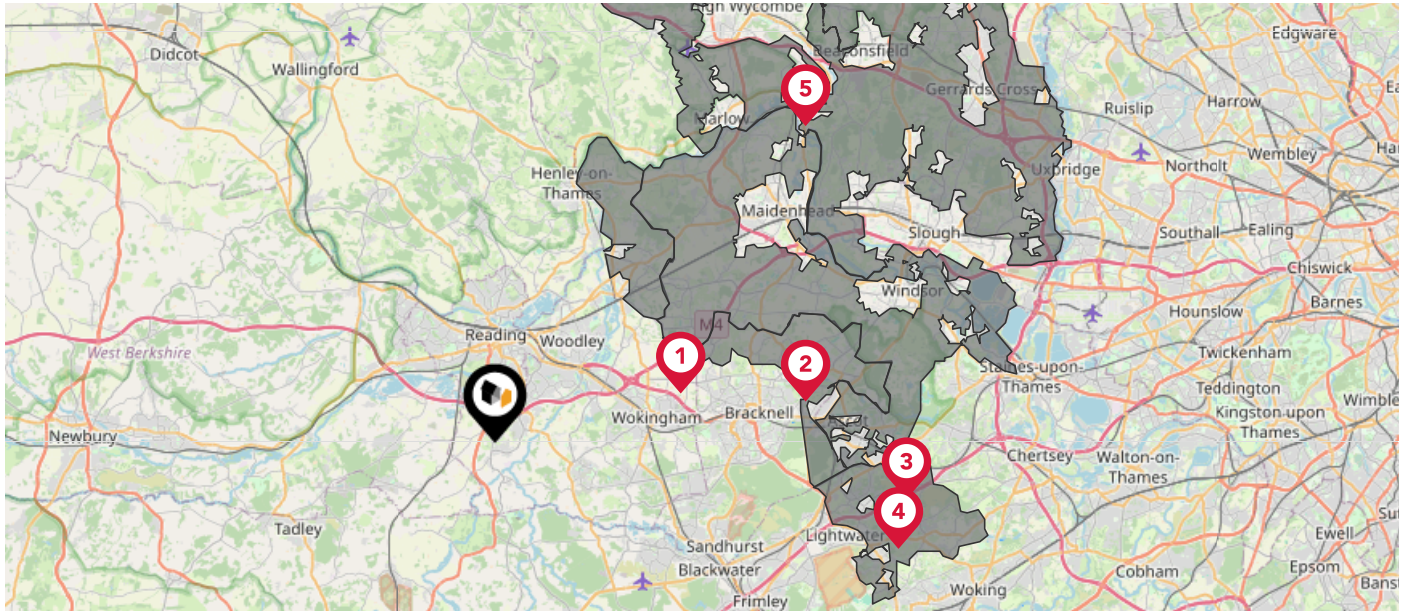 High Wycombe
Didcot
Edgware
Beaconsfield
Wallingford
5
Gerrards Cross
Harrow
Ruislip
Marlow
Wembley
Northolt
Uxbridge
Henley-on-
Thames
Maidenhead
Slough
Southall
Ealing
Chiswick
Windsor
Barnes
Hounslow
M4
Reading
Woodley
West Berkshire
1
2
Twickenham
Staines-upon-
Thames
Teddington
Kingston-upon
Thames
Wokingham
Bracknell
Newbury
3
Chertsey
Walton-on-
Thames
4
Tadley
Lightwater
Ewell
Sandhurst
Blackwater
Cobham
Epsom
Woking
Frimley